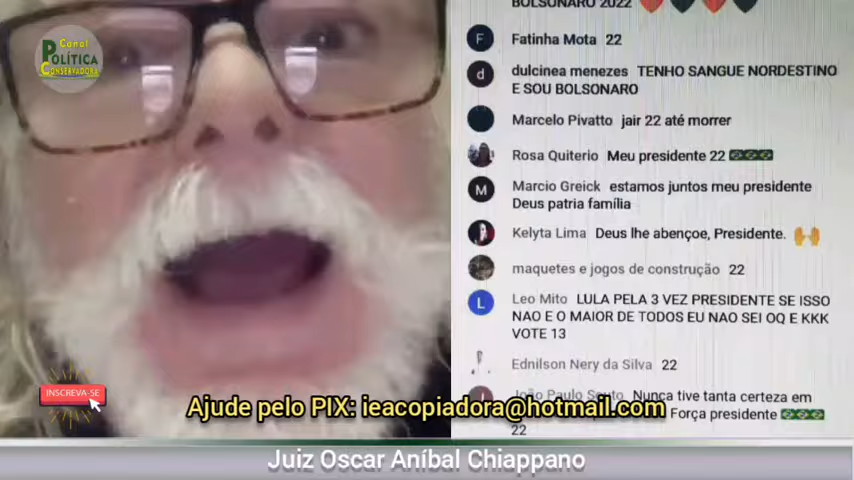 Canal
POLÍTICA
CONSERVADORA
BOLSONARO 2022
Fatinha Mota 22
dulcinea menezes TENHO SANGUE NORDESTINO
E SOU BOLSONARO
Marcelo Pivatto jair 22 até morrer
Rosa Quiterio Meu presidente 22
Marcio Greick estamos juntos meu presidente
Deus patria família
Kelyta Lima Deus lhe abençoe, Presidente.
maquetes e jogos de construção 22
Leo Mito LULA PELA 3 VEZ PRESIDENTE SE ISSO
NAO E O MAIOR DE TODOS EU NAO SEI OQ E KKK
VOTE 13
Ednilson Nery da Silva 22
João Paulo Nunca tive tanta certeza em
Força presidente
22
INSCREVA-SE
Ajude pelo PIX: ieacopiadora@hotmail.com
Juiz Oscar Aníbal Chiappano